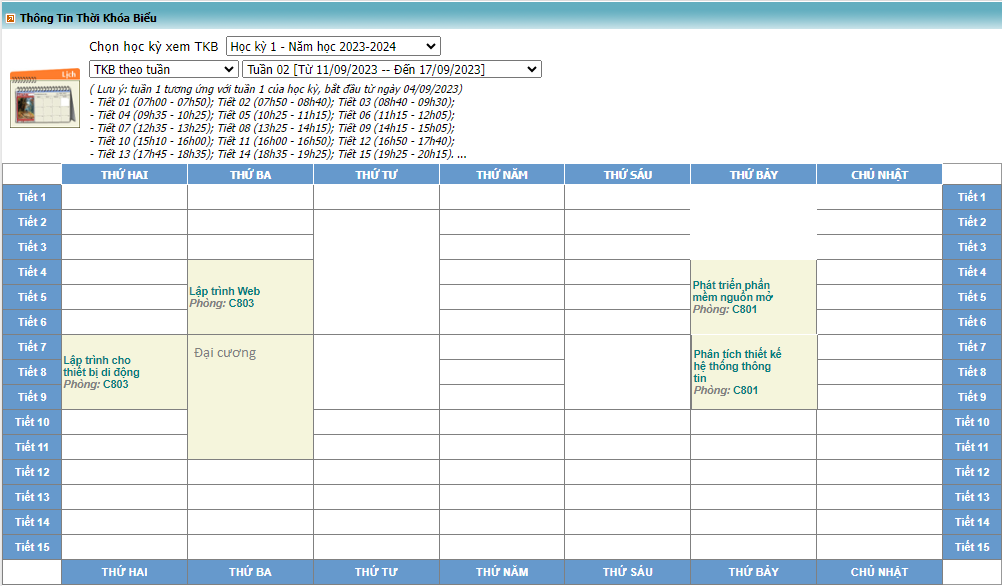 Thông Tin Thời Khóa Biểu
Chọn học kỳ xem TKB Học kỳ 1 - Năm học 2023-2024
Lịch
TKB theo tuần Tuần 02 [Từ 11/09/2023 -- Đến 17/09/2023]
( Lưu ý: tuần 1 tương ứng với tuần 1 của học kỳ, bắt đầu từ ngày 04/09/2023)
- Tiết 01 (07h00 - 07h50); Tiết 02 (07h50 - 08h40); Tiết 03 (08h40 - 09h30);
- Tiết 04 (09h35 - 10h25); Tiết 05 (10h25 - 11h15); Tiết 06 (11h15 - 12h05);
- Tiết 07 (12h35 - 13h25); Tiết 08 (13h25 - 14h15); Tiết 09 (14h15 - 15h05);
- Tiết 10 (15h10 - 16h00); Tiết 11 (16h00 - 16h50); Tiết 12 (16h50 - 17h40);
- Tiết 13 (17h45 - 18h35); Tiết 14 (18h35 - 19h25); Tiết 15 (19h25 - 20h15). ...
THỨ HAI THỨ BA THỨ TƯ THỨ NĂM THỨ SÁU THỨ BẢY CHỦ NHẬT
Tiết 1 Tiết 1
Tiết 2 Tiết 2
Tiết 3 Tiết 3
Tiết 4 Tiết 4
Lập trình Web
Phòng: C803
Phát triển phần
mềm nguồn mở
Phòng: C801
Tiết 5 Tiết 5
Tiết 6 Tiết 6
Tiết 7 Đại cương Tiết 7
Lập trình cho
thiết bị di động
Phòng: C803
Phân tích thiết kế
hệ thống thông
tin
Phòng: C801
Tiết 8 Tiết 8
Tiết 9 Tiết 9
Tiết 10 Tiết 10
Tiết 11 Tiết 11
Tiết 12 Tiết 12
Tiết 13 Tiết 13
Tiết 14 Tiết 14
Tiết 15 Tiết 15
THỨ HAI THỨ BA THỨ TƯ THỨ NĂM THỨ SÁU THỨ BẢY CHỦ NHẬT